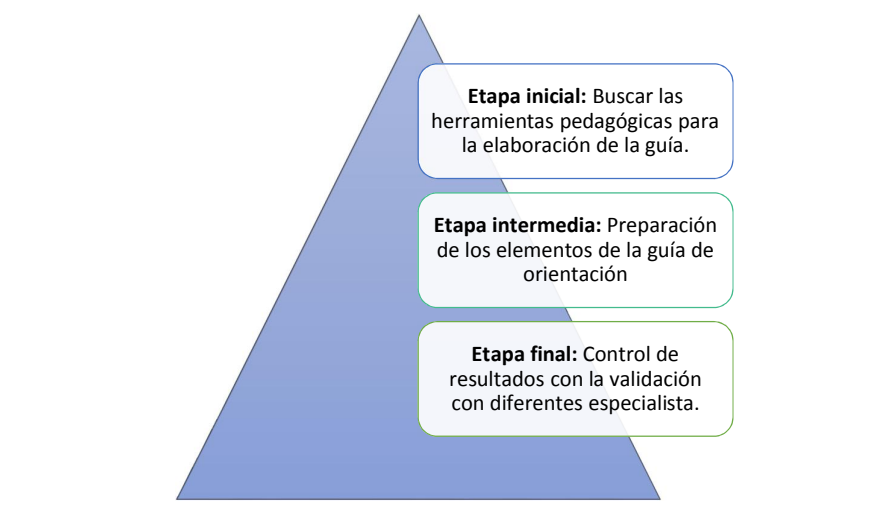 Etapa inicial: Buscar las
herramientas pedagógicas para
la elaboración de la guía.
Etapa intermedia: Preparación
de los elementos de la guía de
orientación
Etapa final: Control de
resultados con la validación
con diferentes especialista.